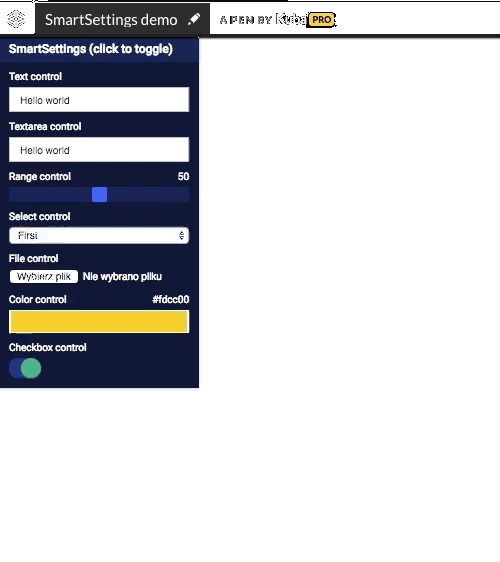 SmartSettings demo
A PEN BY Kuba PRO
SmartSettings (click to toggle)
Text control
Hello world
Textarea control
Hello world
Range control 50
Select control
First
File control
Wybierz plik Nie wybrano pliku
Color control #fdcc00
Checkbox control